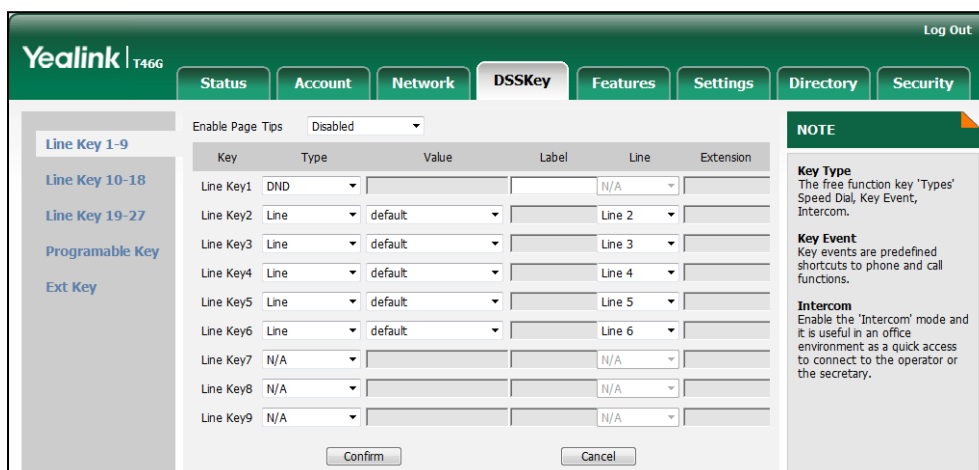 Log Out
Yealink T46G
Status Account Network DSSKey Features Settings Directory Security
Line Key 1-9
Line Key 10-18
Line Key 19-27
Programable Key
Ext Key
Enable Page Tips Disabled
Key Type Value Label Line Extension
Line Key1 DND N/A
Line Key2 Line default Line 2
Line Key3 Line default Line 3
Line Key4 Line default Line 4
Line Key5 Line default Line 5
Line Key6 Line default Line 6
Line Key7 N/A N/A
Line Key8 N/A N/A
Line Key9 N/A N/A
Confirm Cancel
NOTE
Key Type
The free function key 'Types'
Speed Dial, Key Event,
Intercom.
Key Event
Key events are predefined
shortcuts to phone and call
functions.
Intercom
Enable the 'Intercom' mode and
it is useful in an office
environment as a quick access
to connect to the operator or
the secretary.